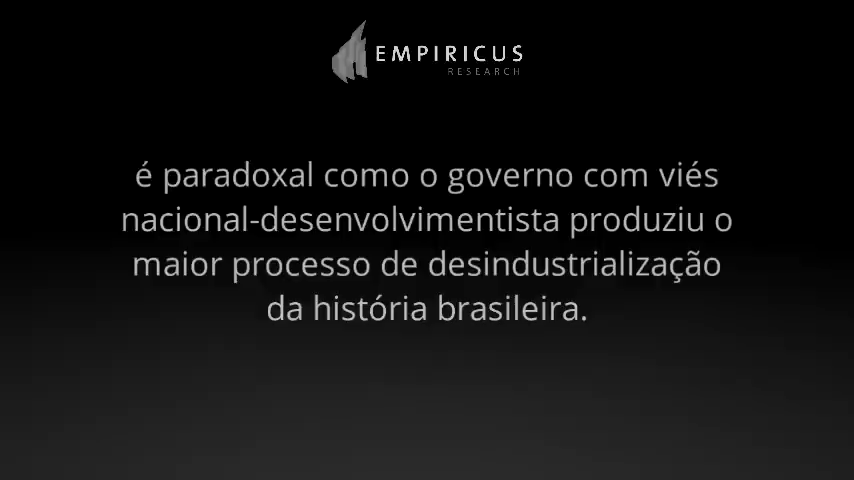 EMPIRICUS
RESEARCH
é paradoxal como o governo com viés
nacional-desenvolvimentista produziu o
maior processo de desindustrialização
da história brasileira.